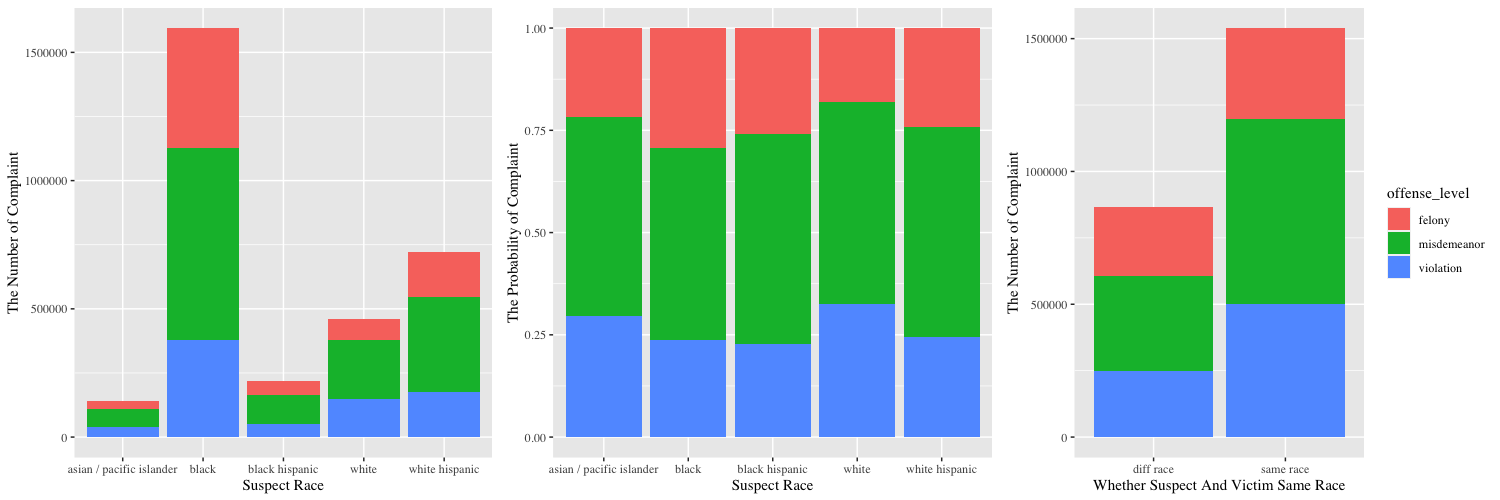 The Number of Complaint
1500000
1000000
500000
0
asian / pacific islander black black hispanic white white hispanic
Suspect Race
The Probability of Complaint
1.00
0.75
0.50
0.25
0.00
asian / pacific islander black black hispanic white white hispanic
Suspect Race
The Number of Complaint
1500000
1000000
500000
0
diff race same race
Whether Suspect And Victim Same Race
offense_level
felony
misdemeanor
violation